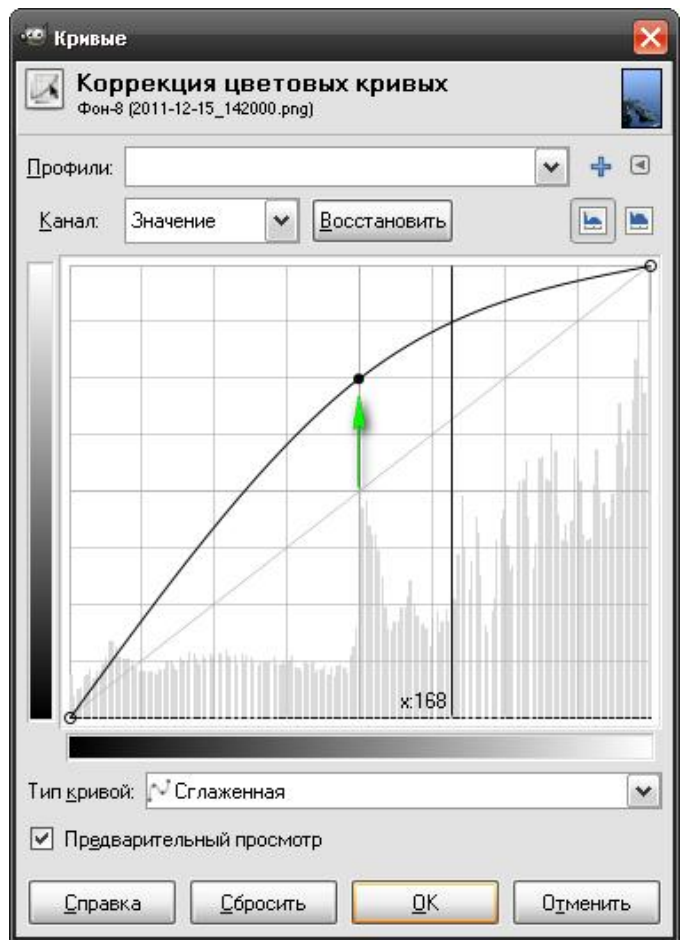 Кривые
Коррекция цветовых кривых
Фон-8 (2011-12-15_142000.png)
Профили:
Канал: Значение Восстановить
x:168
Тип кривой: Сглаженная
Предварительный просмотр
Справка Сбросить OK Отменить